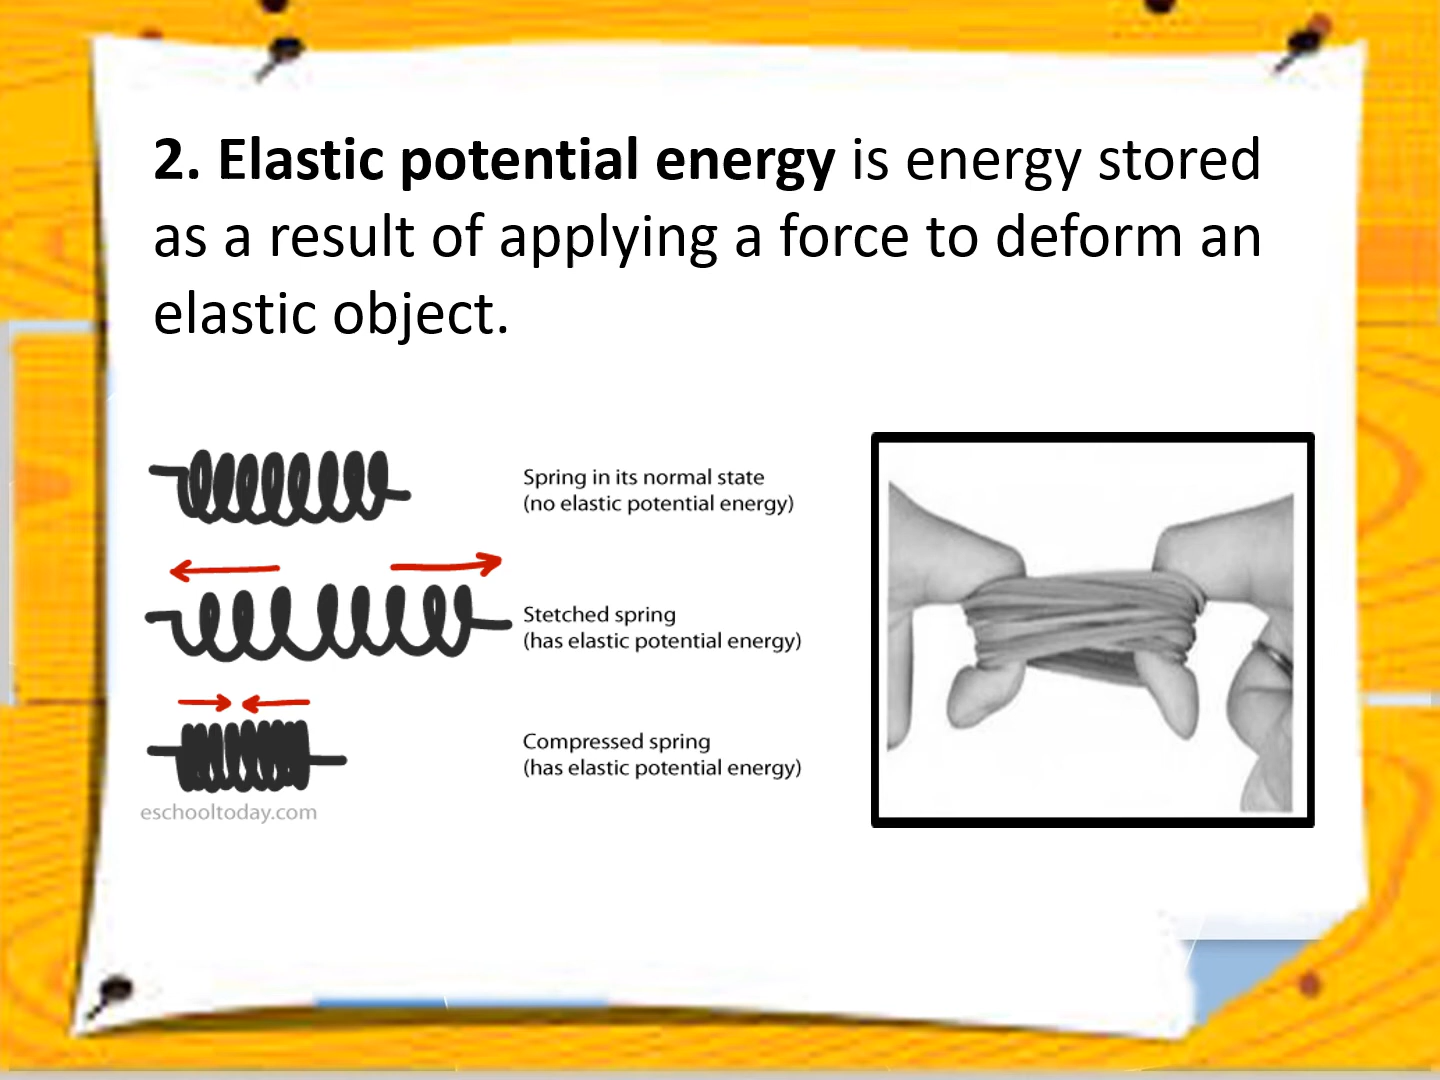 2. Elastic potential energy is energy stored
as a result of applying a force to deform an
elastic object.
Spring in its normal state
(no elastic potential energy)
Stetched spring
(has elastic potential energy)
Compressed spring
(has elastic potential energy)
eschooltoday.com